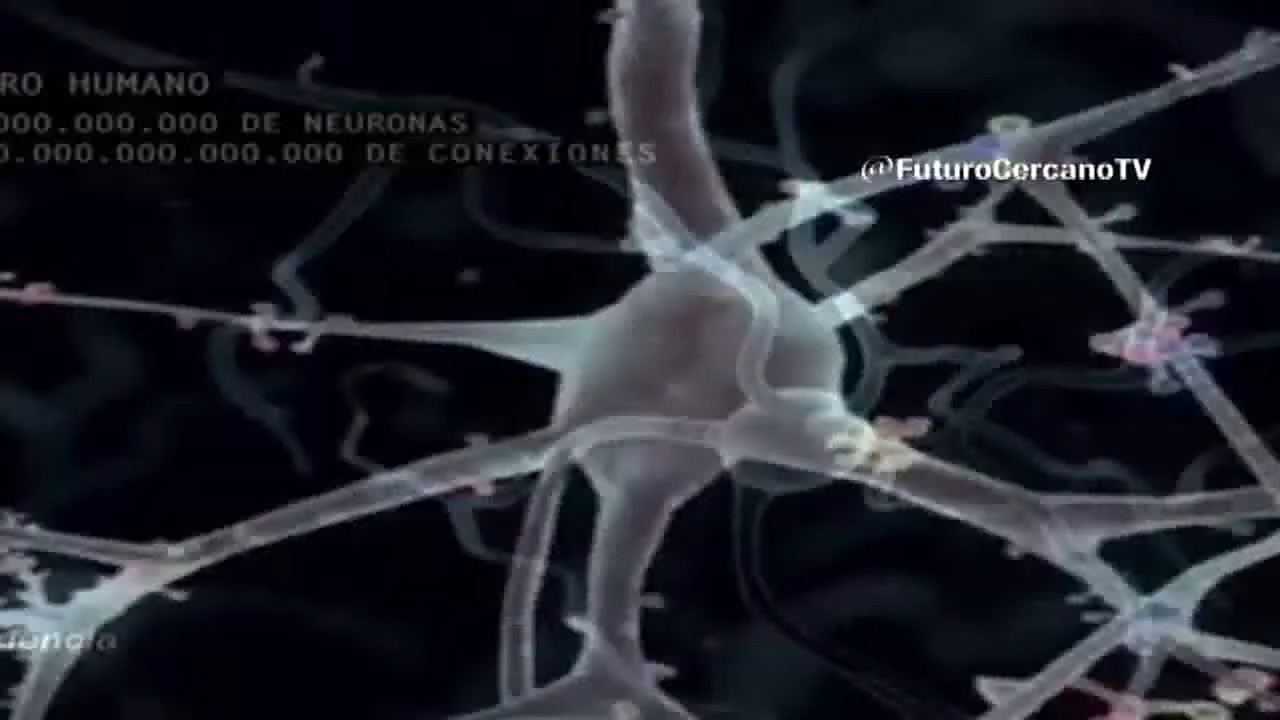 RO HUMANO
000.000.000 DE NEURONAS
0.000.000.000.000 DE CONEXIONES
@FuturoCercanoTV